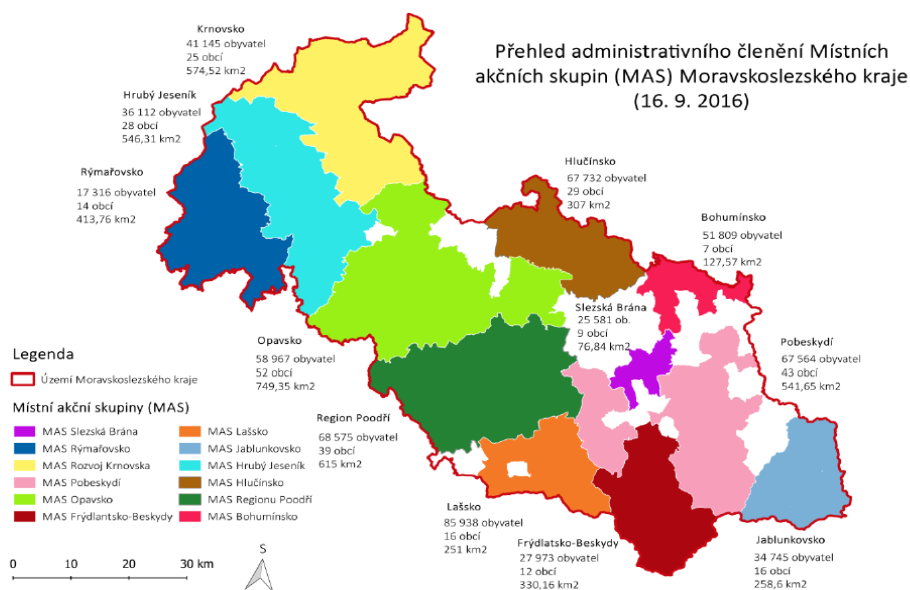 Přehled administrativního členění Místních
akčních skupin (MAS) Moravskoslezského kraje
(16. 9. 2016)
Krnovsko
41 145 obyvatel
25 obcí
574,52 km2
Hrubý Jeseník
36 112 obyvatel
28 obcí
546,31 km2
Rýmařovsko
17 316 obyvatel
14 obcí
413,76 km2
Hlučínsko
67 732 obyvatel
29 obcí
307 km2
Bohumínsko
51 809 obyvatel
7 obcí
127,57 km2
Slezská Brána
25 581 ob.
9 obcí
76,84 km2
Opavsko
58 967 obyvatel
52 obcí
749,35 km2
Pobeskydí
67 564 obyvatel
43 obcí
541,65 km2
Region Poodří
68 575 obyvatel
39 obcí
615 km2
Lašsko
85 938 obyvatel
16 obcí
251 km2
Frýdlatsko-Beskydy
27 973 obyvatel
12 obcí
330,16 km2
Jablunkovsko
34 745 obyvatel
16 obcí
258,6 km2
Legenda
Území Moravskoslezského kraje
Místní akční skupiny (MAS)
MAS Slezská Brána
MAS Rýmařovsko
MAS Rozvoj Krnovska
MAS Pobeskydí
MAS Opavsko
MAS Frýdlantsko-Beskydy
MAS Lašsko
MAS Jablunkovsko
MAS Hrubý Jeseník
MAS Hlučínsko
MAS Regionu Poodří
MAS Bohumínsko
0 10 20 30 km
S